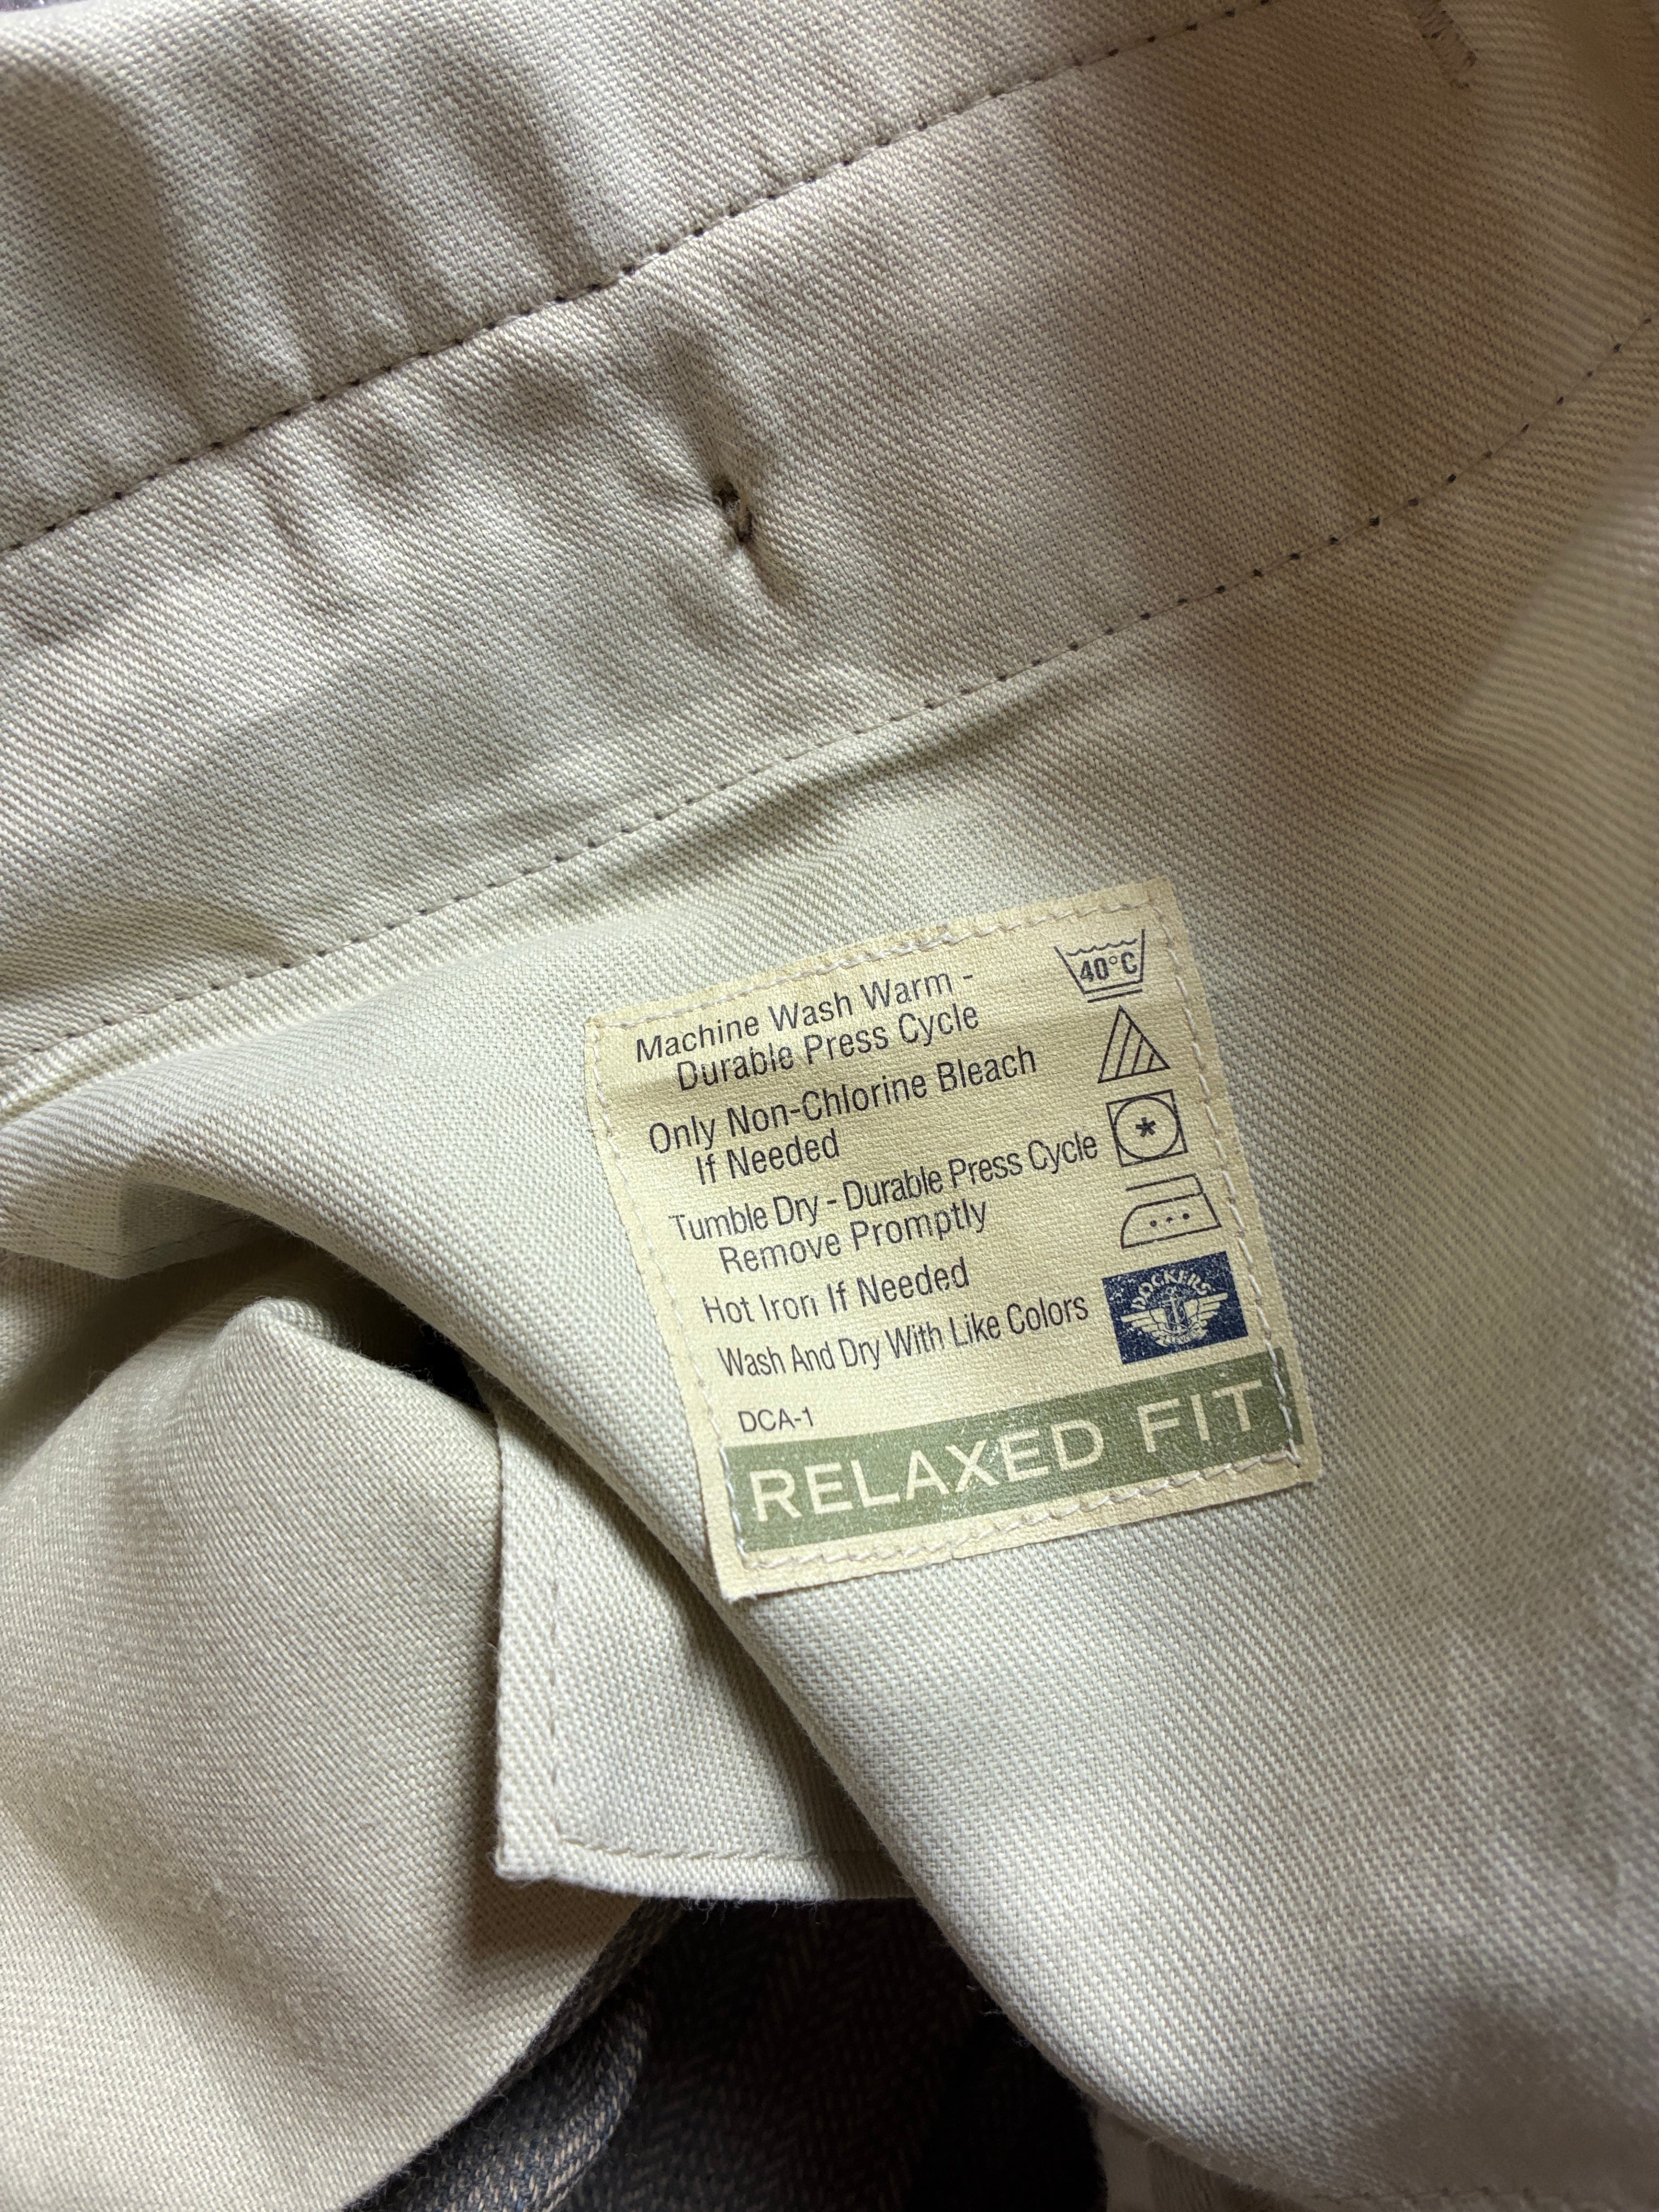 Machine Wash Warm -
Durable Press Cycle
40°C
Only Non-Chlorine Bleach
If Needed
Tumble Dry - Durable Press Cycle
Remove Promptly
Hot Iron If Needed
Wash And Dry With Like Colors
DOCKERS
DCA-1
RELAXED FIT